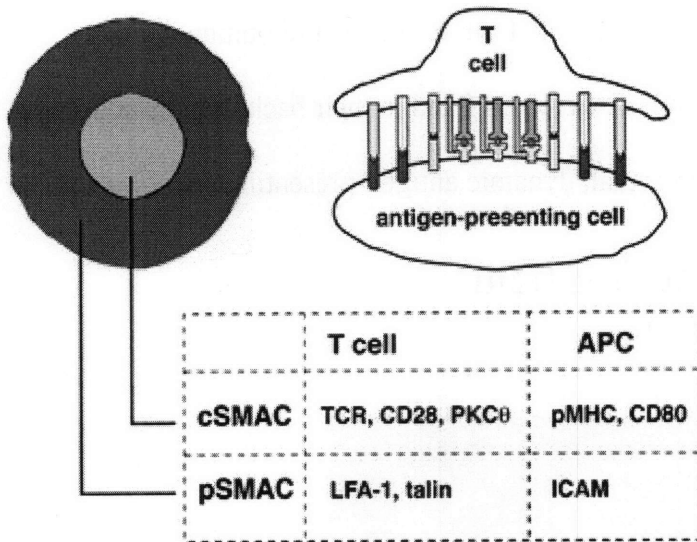 T
cell
antigen-presenting cell
T cell APC
cSMAC TCR, CD28, PKCθ pMHC, CD80
pSMAC LFA-1, talin ICAM